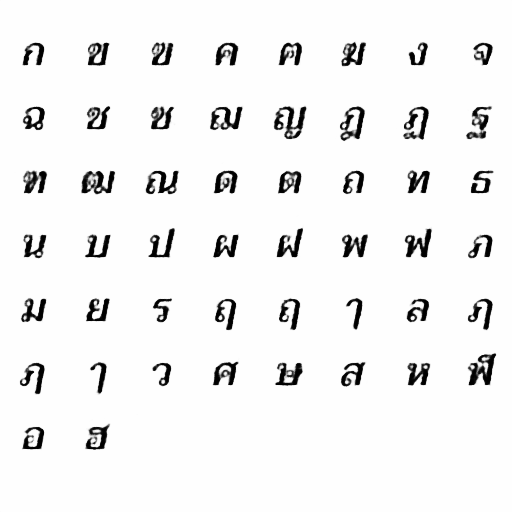 ก ข ฃ ค ฅ ฆ ง จ
ฉ ช ซ ฌ ญ ฎ ฏ ฐ
ฑ ฒ ณ ด ต ถ ท ธ
น บ ป ผ ฝ พ ฟ ภ
ม ย ร ฤ ฤ ๅ ล ฦ
ฦ ๅ ว ศ ษ ส ห ฬ
อ ฮ